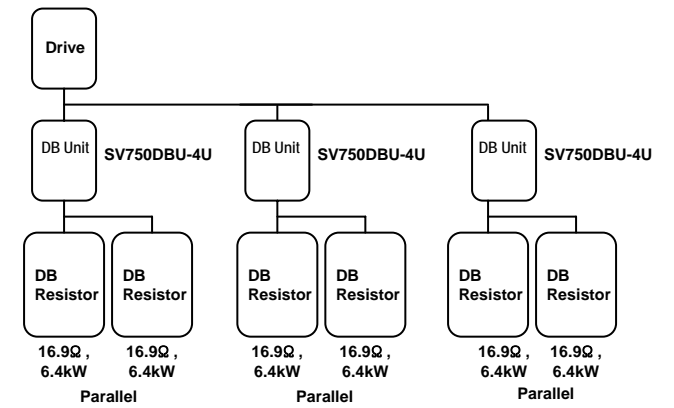 Drive
DB Unit
SV750DBU-4U
DB Unit
SV750DBU-4U
DB Unit
SV750DBU-4U
DB
Resistor
DB
Resistor
DB
Resistor
DB
Resistor
DB
Resistor
DB
Resistor
16.9Ω ,
6.4kW
16.9Ω ,
6.4kW
16.9Ω ,
6.4kW
16.9Ω ,
6.4kW
16.9Ω ,
6.4kW
16.9Ω ,
6.4kW
Parallel
Parallel
Parallel